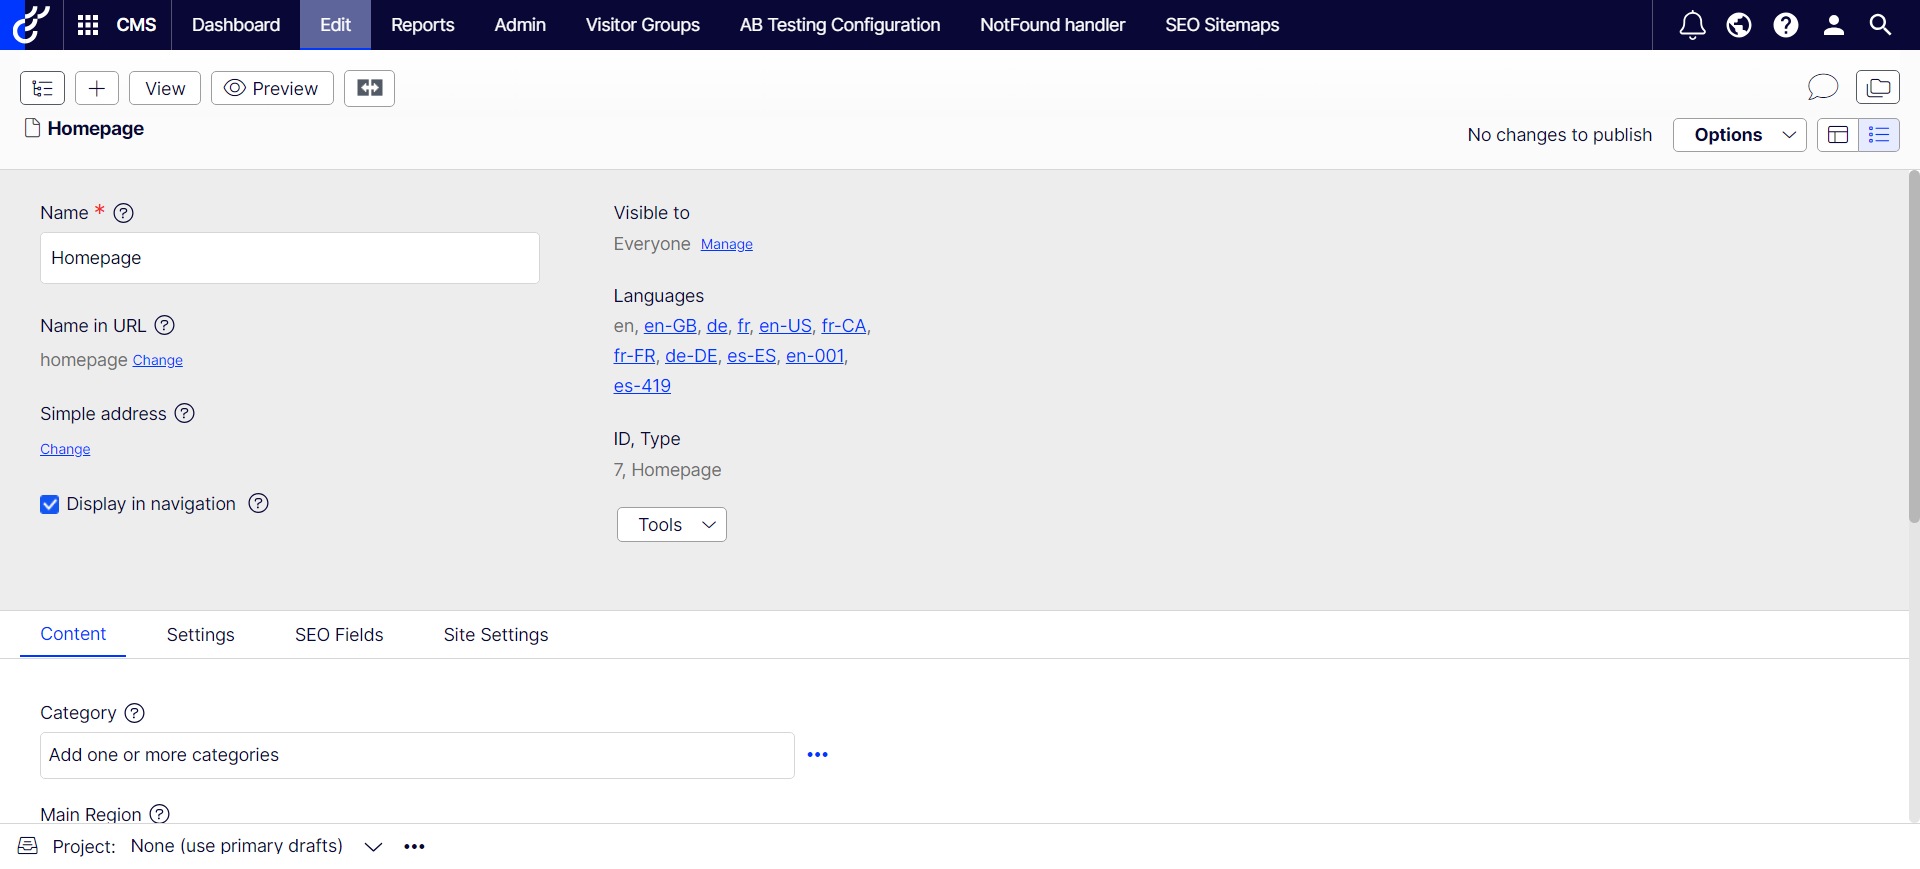 CMS Dashboard Edit Reports Admin Visitor Groups AB Testing Configuration NotFound handler SEO Sitemaps
View Preview
Homepage
No changes to publish Options
Name *
Homepage
Name in URL
homepage Change
Simple address
Change
Display in navigation
Visible to
Everyone Manage
Languages
en, en-GB, de, fr, en-US, fr-CA,
fr-FR, de-DE, es-ES, en-001,
es-419
ID, Type
7, Homepage
Tools
Content Settings SEO Fields Site Settings
Category
Add one or more categories
Main Region
Project: None (use primary drafts)